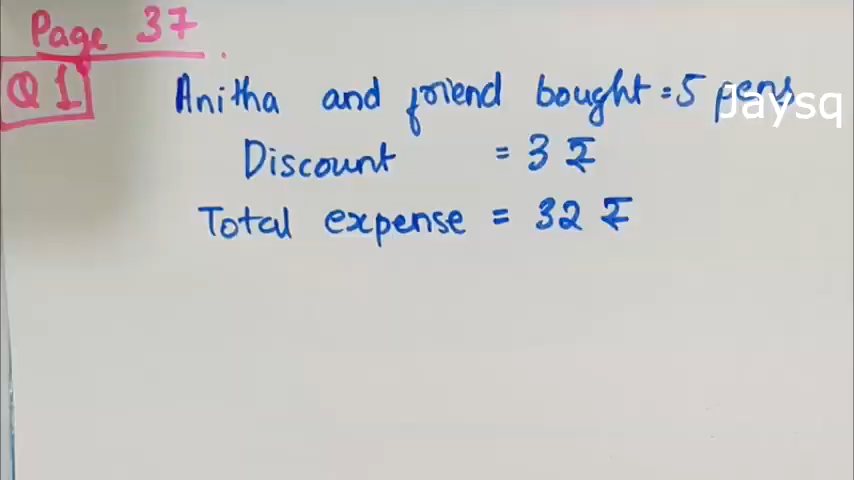 Page 37
Q1 Anitha and friend bought = 5 pens
Jaysq
Discount = 3 ₹
Total expense = 32 ₹